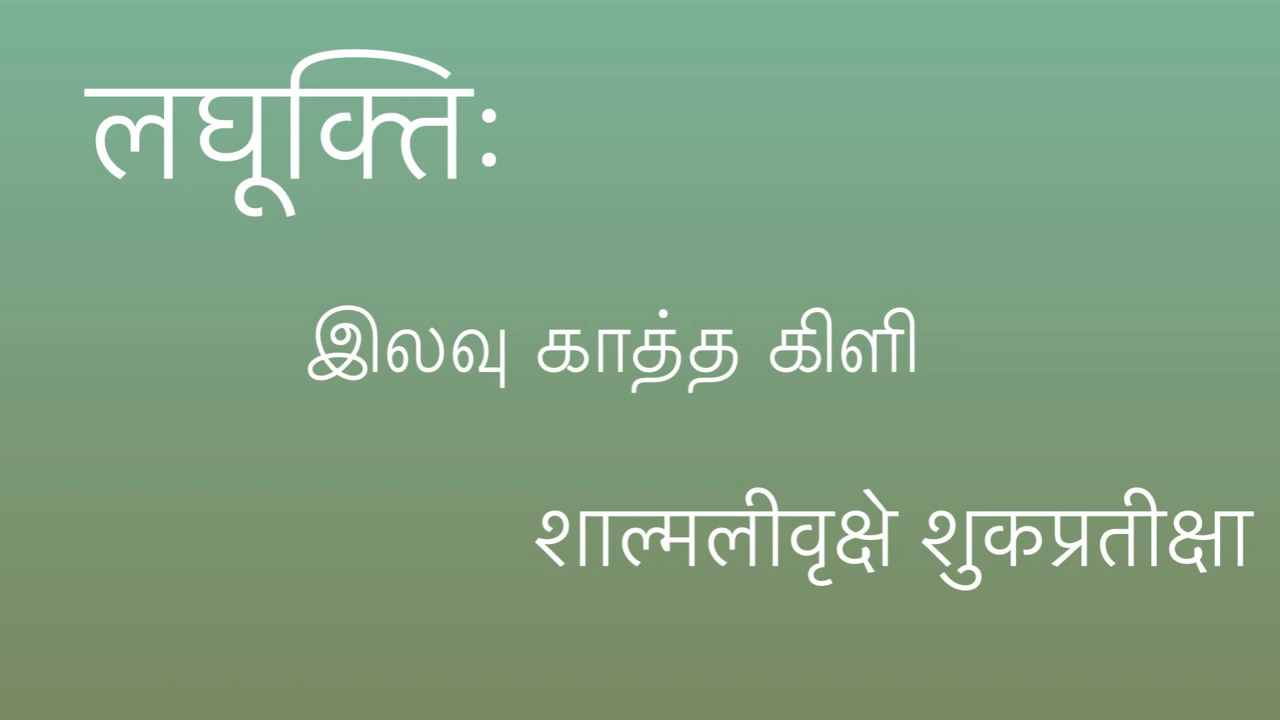 लघूक्तिः
இலவு காத்த கிளி
शाल्मलीवृक्षे शुकप्रतीक्षा